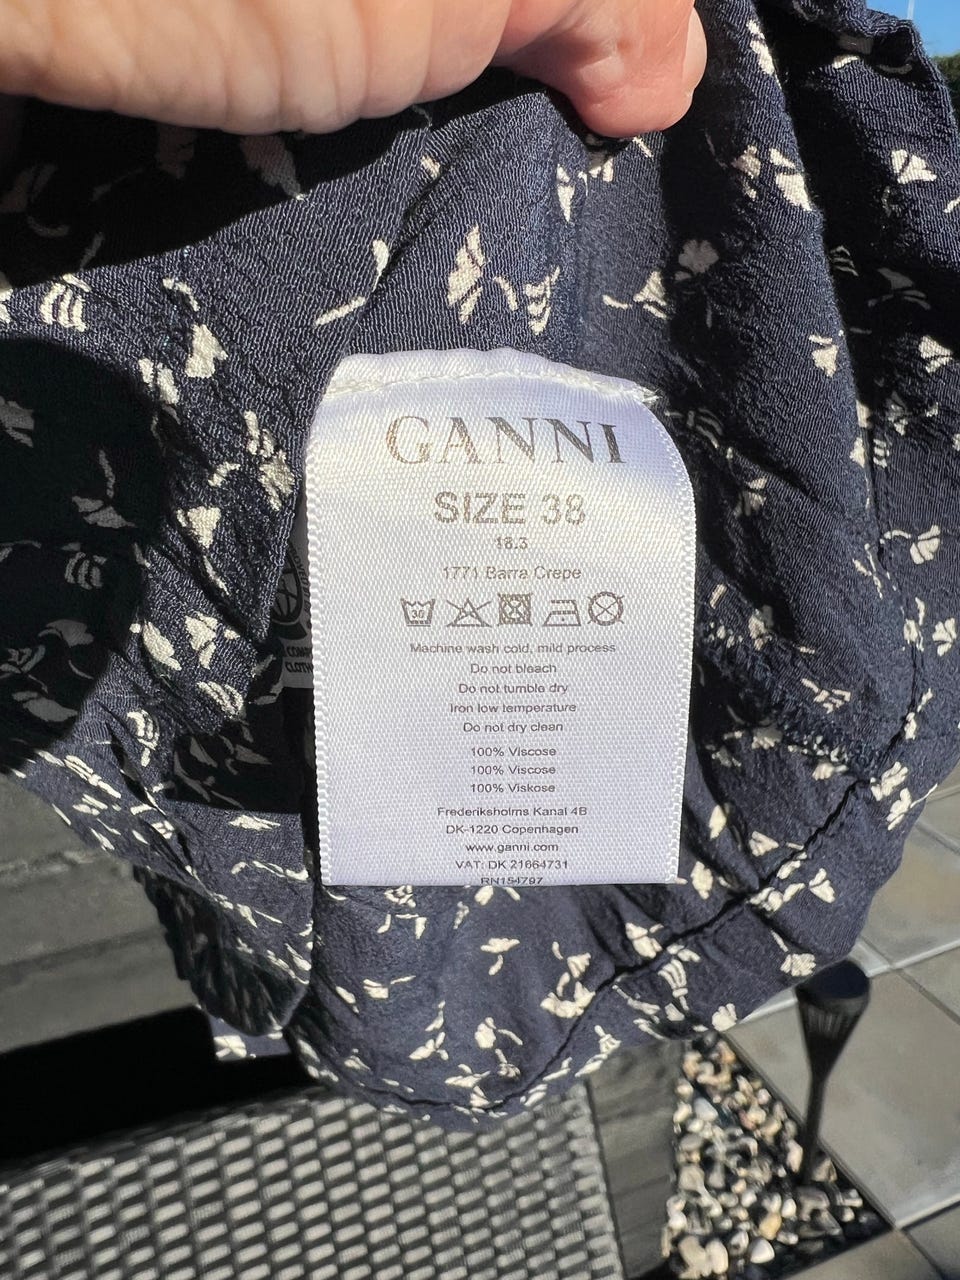 GANNI
SIZE 38
18.3
1771 Barra Crepe
30
Machine wash cold, mild process
Do not bleach
Do not tumble dry
Iron low temperature
Do not dry clean
100% Viscose
100% Viscose
100% Viskose
Frederiksholms Kanal 4B
DK-1220 Copenhagen
www.ganni.com
VAT: DK 21664731
RN154797